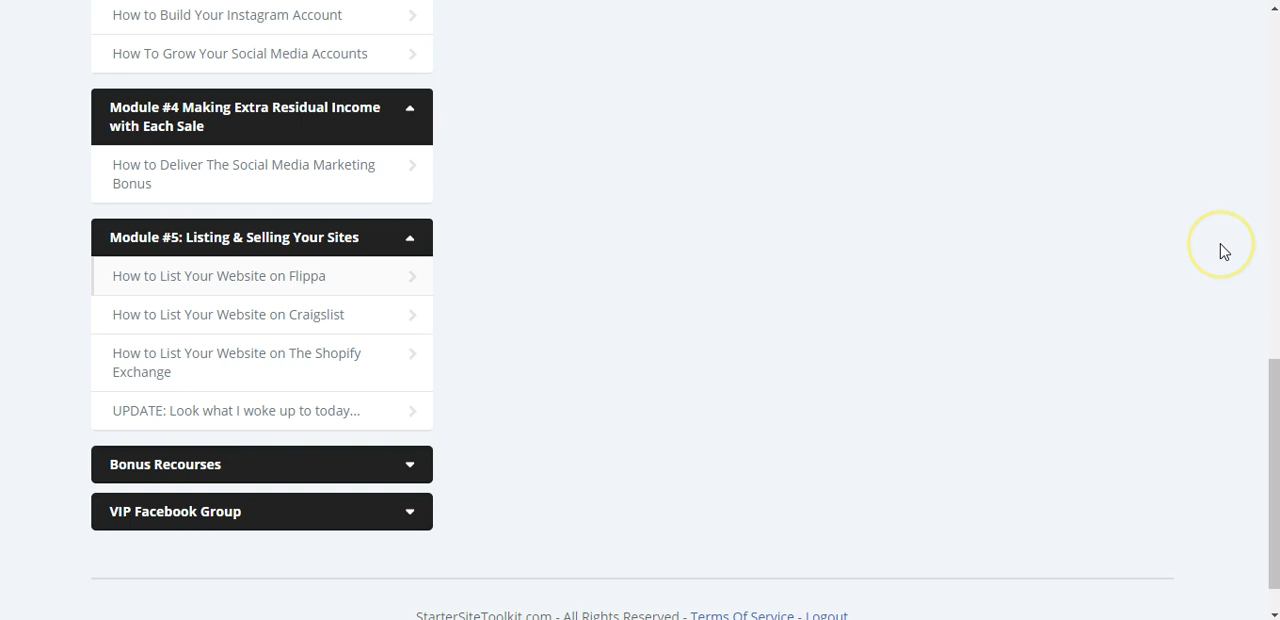 How to Build Your Instagram Account
How To Grow Your Social Media Accounts
Module #4 Making Extra Residual Income
with Each Sale
How to Deliver The Social Media Marketing
Bonus
Module #5: Listing & Selling Your Sites
How to List Your Website on Flippa
How to List Your Website on Craigslist
How to List Your Website on The Shopify
Exchange
UPDATE: Look what I woke up to today...
Bonus Recourses
VIP Facebook Group
StarterSiteToolkit.com - All Rights Reserved - Terms Of Service - Logout